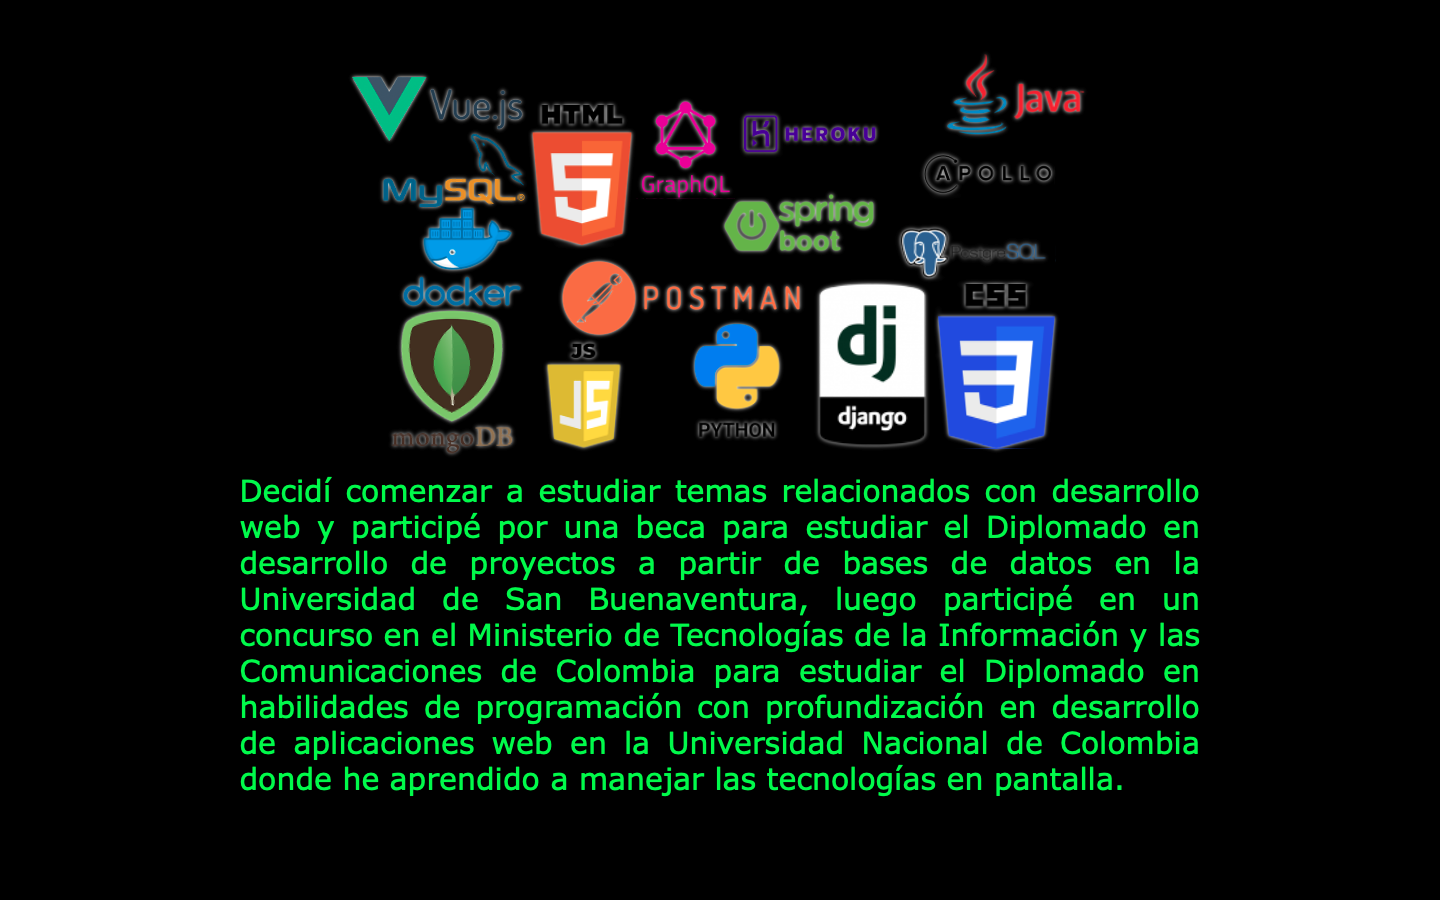 Vue.js
HTML
5
GraphQL
HEROKU
Java
APOLLO
MySQL®
spring
boot
PostgreSQL
docker
POSTMAN
dj
django
CSS
3
JS
JS
PYTHON
mongoDB
Decidí comenzar a estudiar temas relacionados con desarrollo
web y participé por una beca para estudiar el Diplomado en
desarrollo de proyectos a partir de bases de datos en la
Universidad de San Buenaventura, luego participé en un
concurso en el Ministerio de Tecnologías de la Información y las
Comunicaciones de Colombia para estudiar el Diplomado en
habilidades de programación con profundización en desarrollo
de aplicaciones web en la Universidad Nacional de Colombia
donde he aprendido a manejar las tecnologías en pantalla.